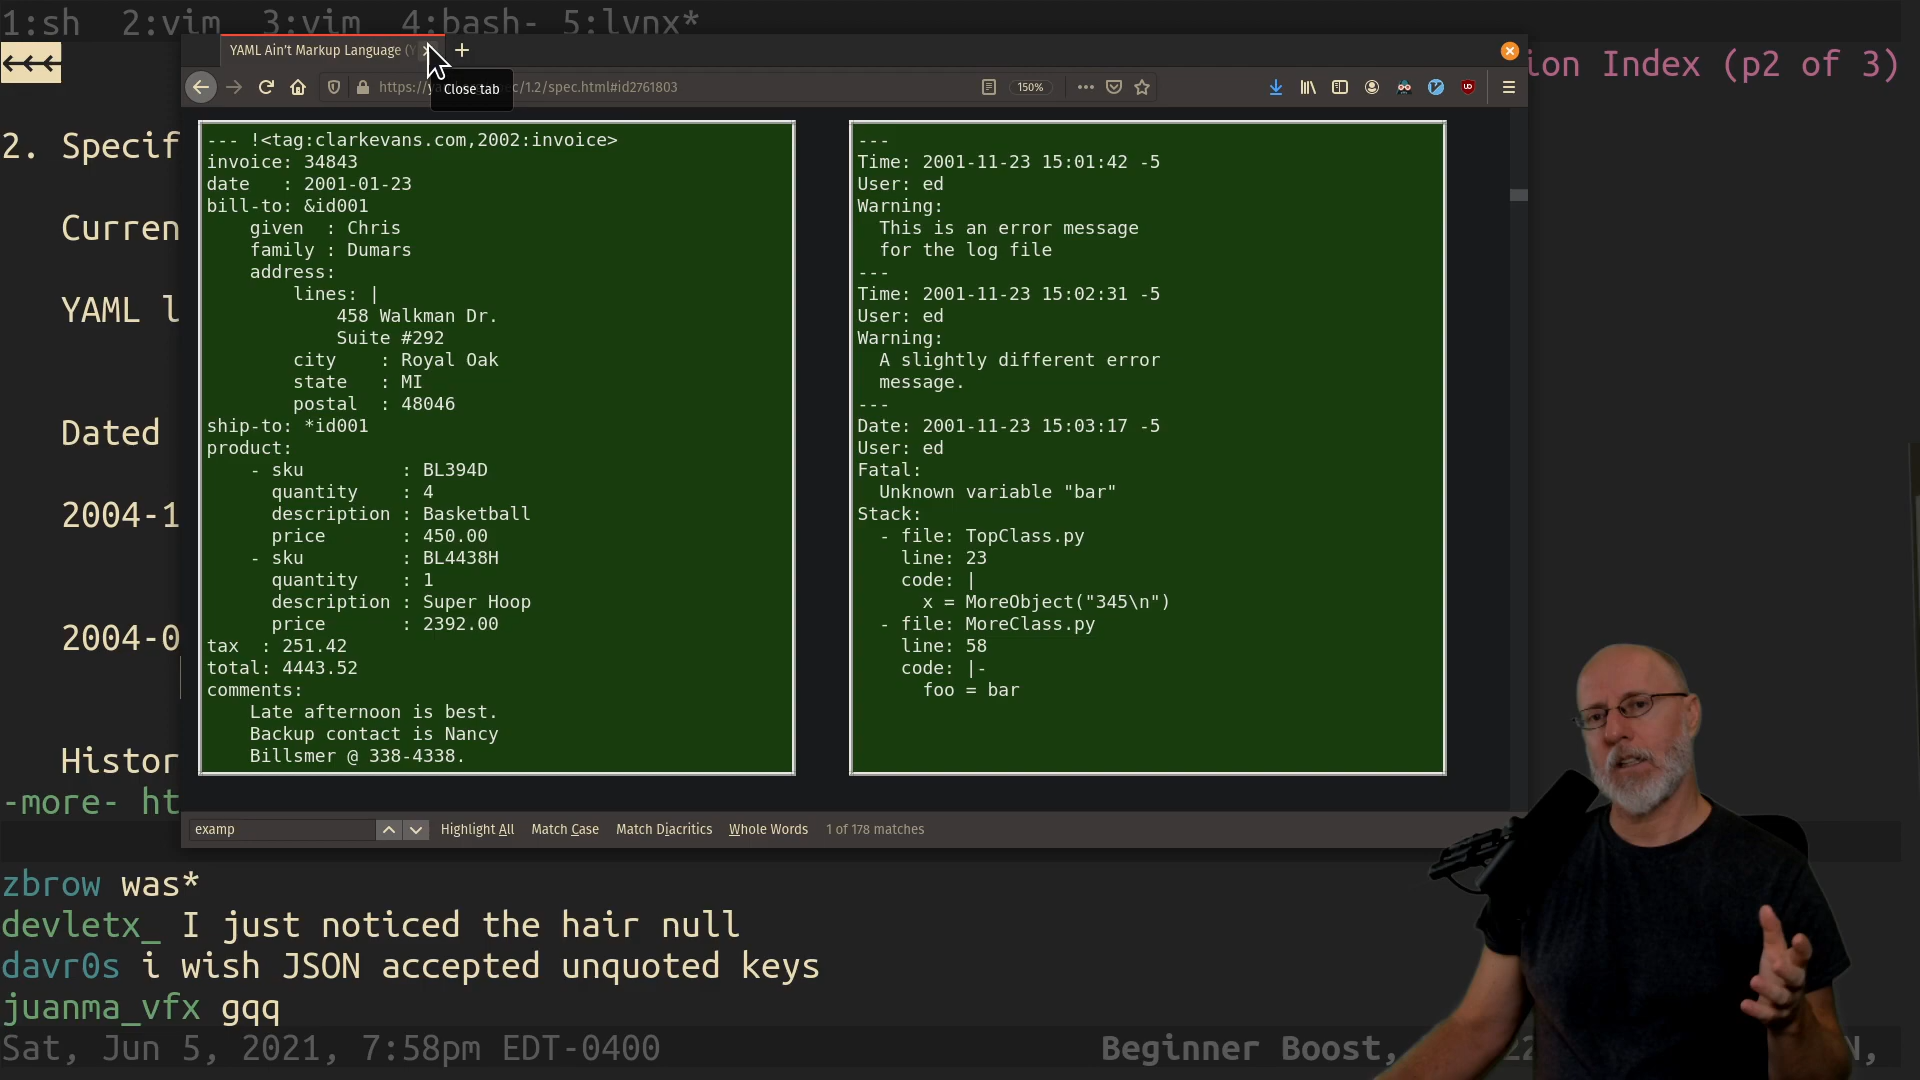 1:sh  2:vim  3:vim  4:bash- 5:lynx*
<<<
ion Index (p2 of 3)
YAML Ain't Markup Language (Y
Close tab
https://y c/1.2/spec.html#id2761803
150%
2. Specif
Curren
YAML l
Dated
2004-1
2004-0
Histor
-more- ht
--- !<tag:clarkevans.com,2002:invoice>
invoice: 34843
date   : 2001-01-23
bill-to: &id001
    given  : Chris
    family : Dumars
    address:
        lines: |
            458 Walkman Dr.
            Suite #292
        city    : Royal Oak
        state   : MI
        postal  : 48046
ship-to: *id001
product:
    - sku         : BL394D
      quantity    : 4
      description : Basketball
      price       : 450.00
    - sku         : BL4438H
      quantity    : 1
      description : Super Hoop
      price       : 2392.00
tax  : 251.42
total: 4443.52
comments:
    Late afternoon is best.
    Backup contact is Nancy
    Billsmer @ 338-4338.
---
Time: 2001-11-23 15:01:42 -5
User: ed
Warning:
  This is an error message
  for the log file
---
Time: 2001-11-23 15:02:31 -5
User: ed
Warning:
  A slightly different error
  message.
---
Date: 2001-11-23 15:03:17 -5
User: ed
Fatal:
  Unknown variable "bar"
Stack:
  - file: TopClass.py
    line: 23
    code: |
      x = MoreObject("345\n")
  - file: MoreClass.py
    line: 58
    code: |-
      foo = bar
examp
Highlight All
Match Case
Match Diacritics
Whole Words
1 of 178 matches
zbrow was*
devletx_ I just noticed the hair null
davr0s i wish JSON accepted unquoted keys
juanma_vfx gqq
Sat, Jun 5, 2021, 7:58pm EDT-0400
Beginner Boost,